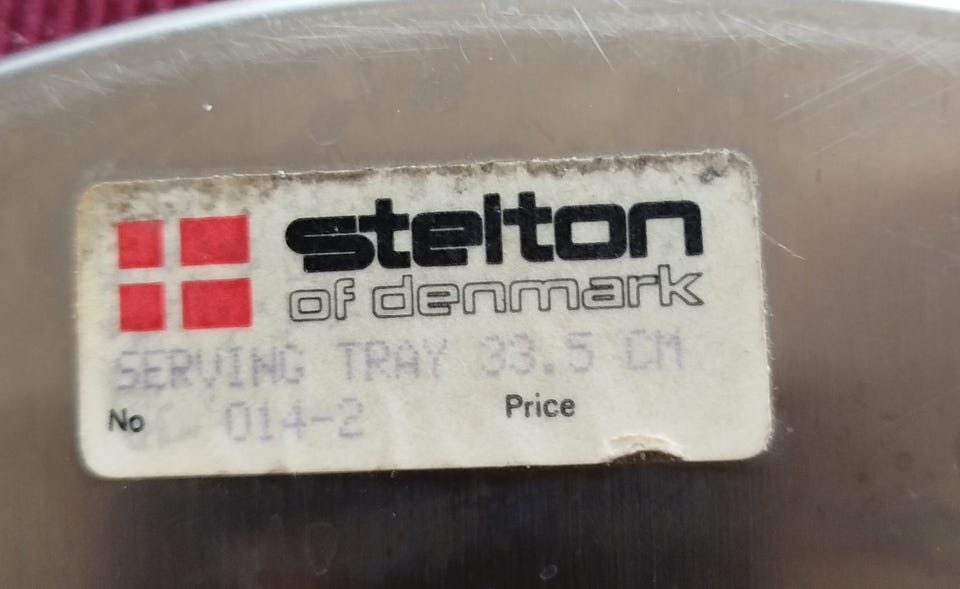 stelton
of denmark
SERVING TRAY 33.5 CM
No 014-2 Price